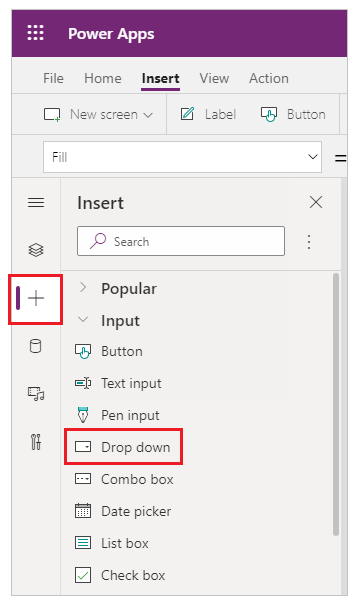 Power Apps
File Home Insert View Action
New screen Label Button
Fill =
Insert
Search
Popular
Input
Button
Text input
Pen input
Drop down
Combo box
Date picker
List box
Check box